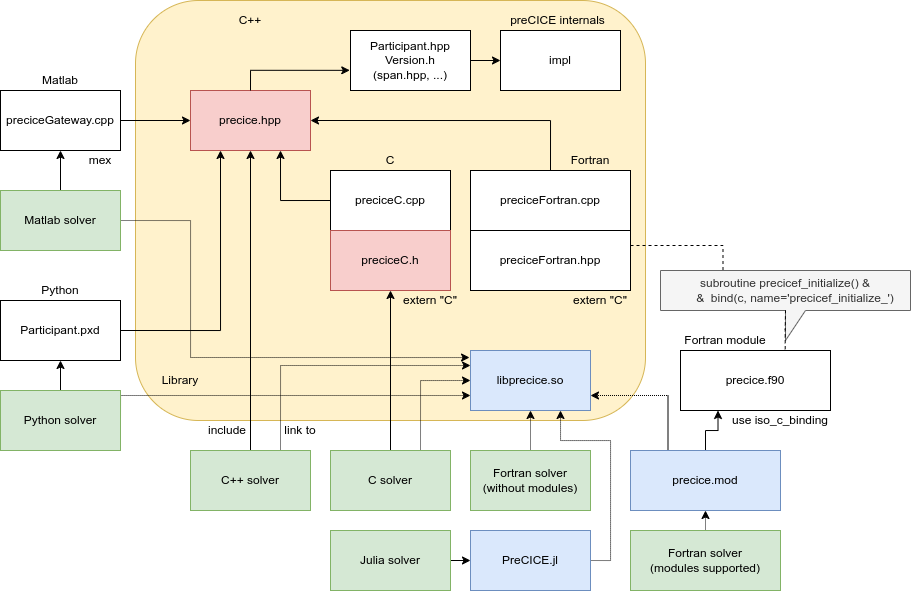 C++
preCICE internals
Participant.hpp
Version.h
(span.hpp, ...)
impl
Matlab
preciceGateway.cpp
precice.hpp
mex
C
Fortran
Matlab solver
preciceC.cpp
preciceFortran.cpp
preciceC.h
preciceFortran.hpp
extern "C"
extern "C"
subroutine precicef_initialize() &
&  bind(c, name='precicef_initialize_')
Python
Participant.pxd
Fortran module
Library
libprecice.so
precice.f90
Python solver
include
link to
use iso_c_binding
C++ solver
C solver
Fortran solver
(without modules)
precice.mod
Julia solver
PreCICE.jl
Fortran solver
(modules supported)